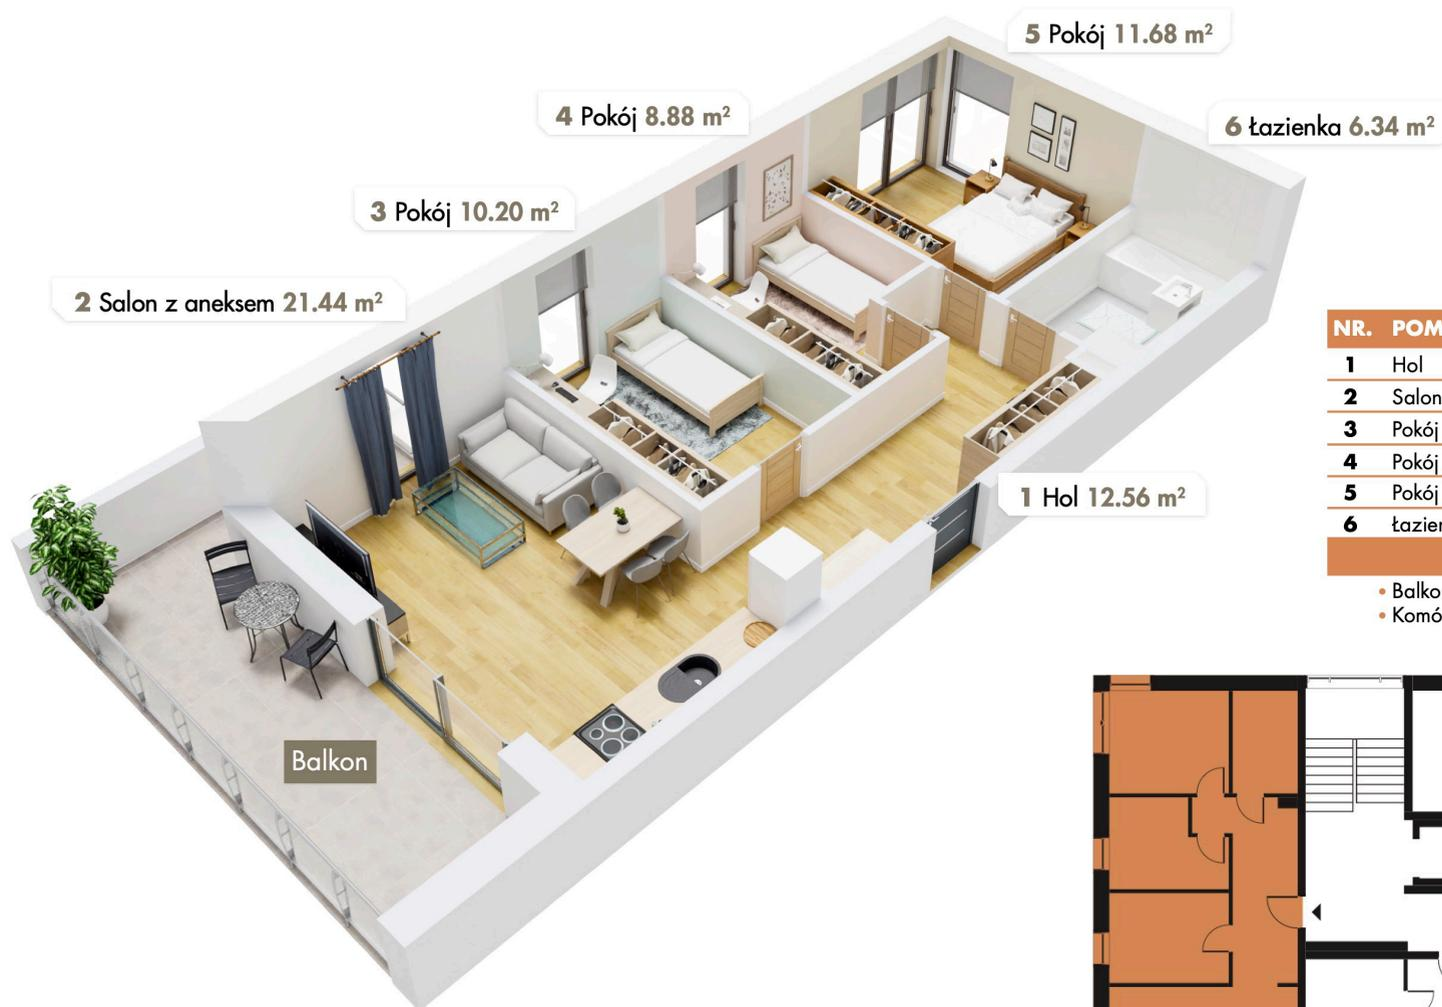 5 Pokój 11.68 m²
4 Pokój 8.88 m²
6 Łazienka 6.34 m²
3 Pokój 10.20 m²
2 Salon z aneksem 21.44 m²
1 Hol 12.56 m²
Balkon
NR. POM
1 Hol
2 Salon
3 Pokój
4 Pokój
5 Pokój
6 Łazien
• Balko
• Komó